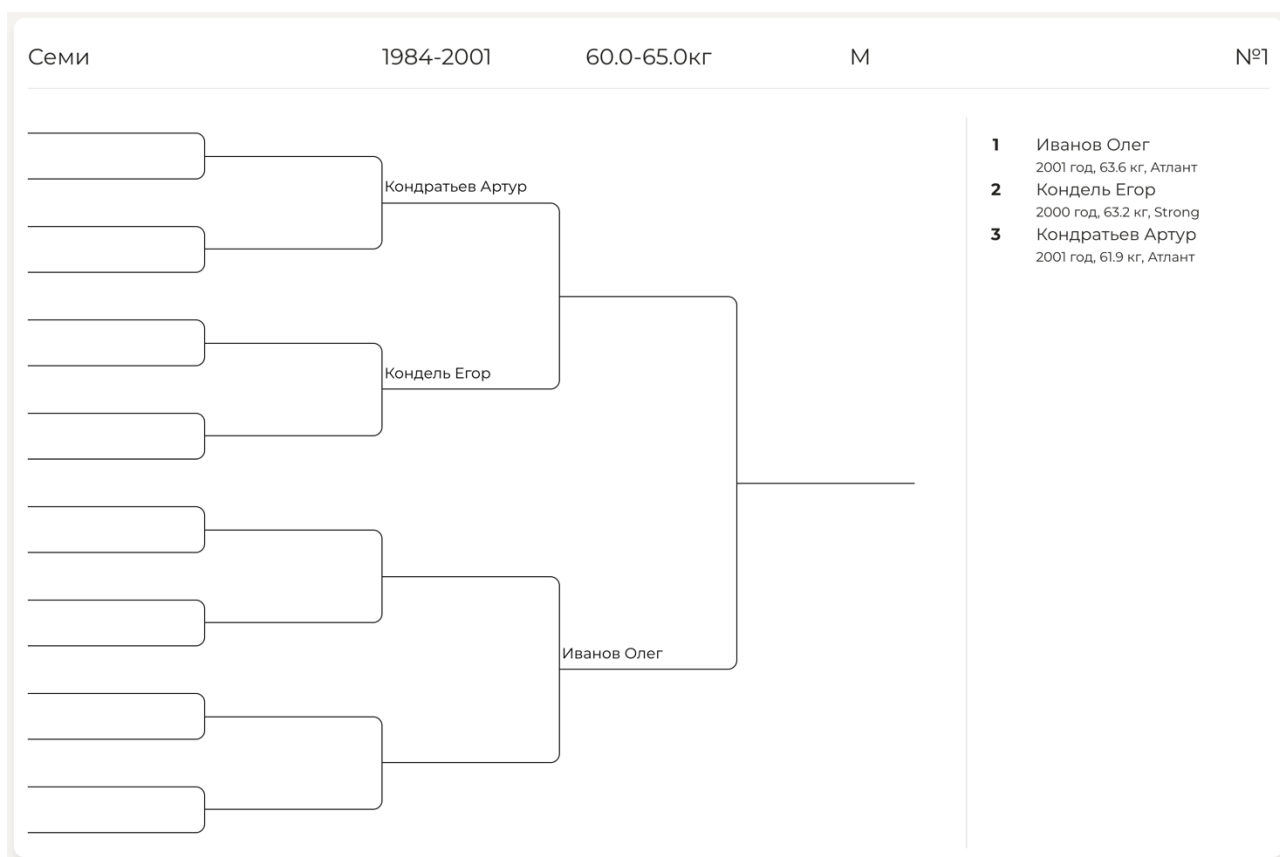 Семи 1984-2001 60.0-65.0кг М №1
Кондратьев Артур
Кондель Егор
Иванов Олег
1 Иванов Олег
2001 год, 63.6 кг, Атлант
2 Кондель Егор
2000 год, 63.2 кг, Strong
3 Кондратьев Артур
2001 год, 61.9 кг, Атлант